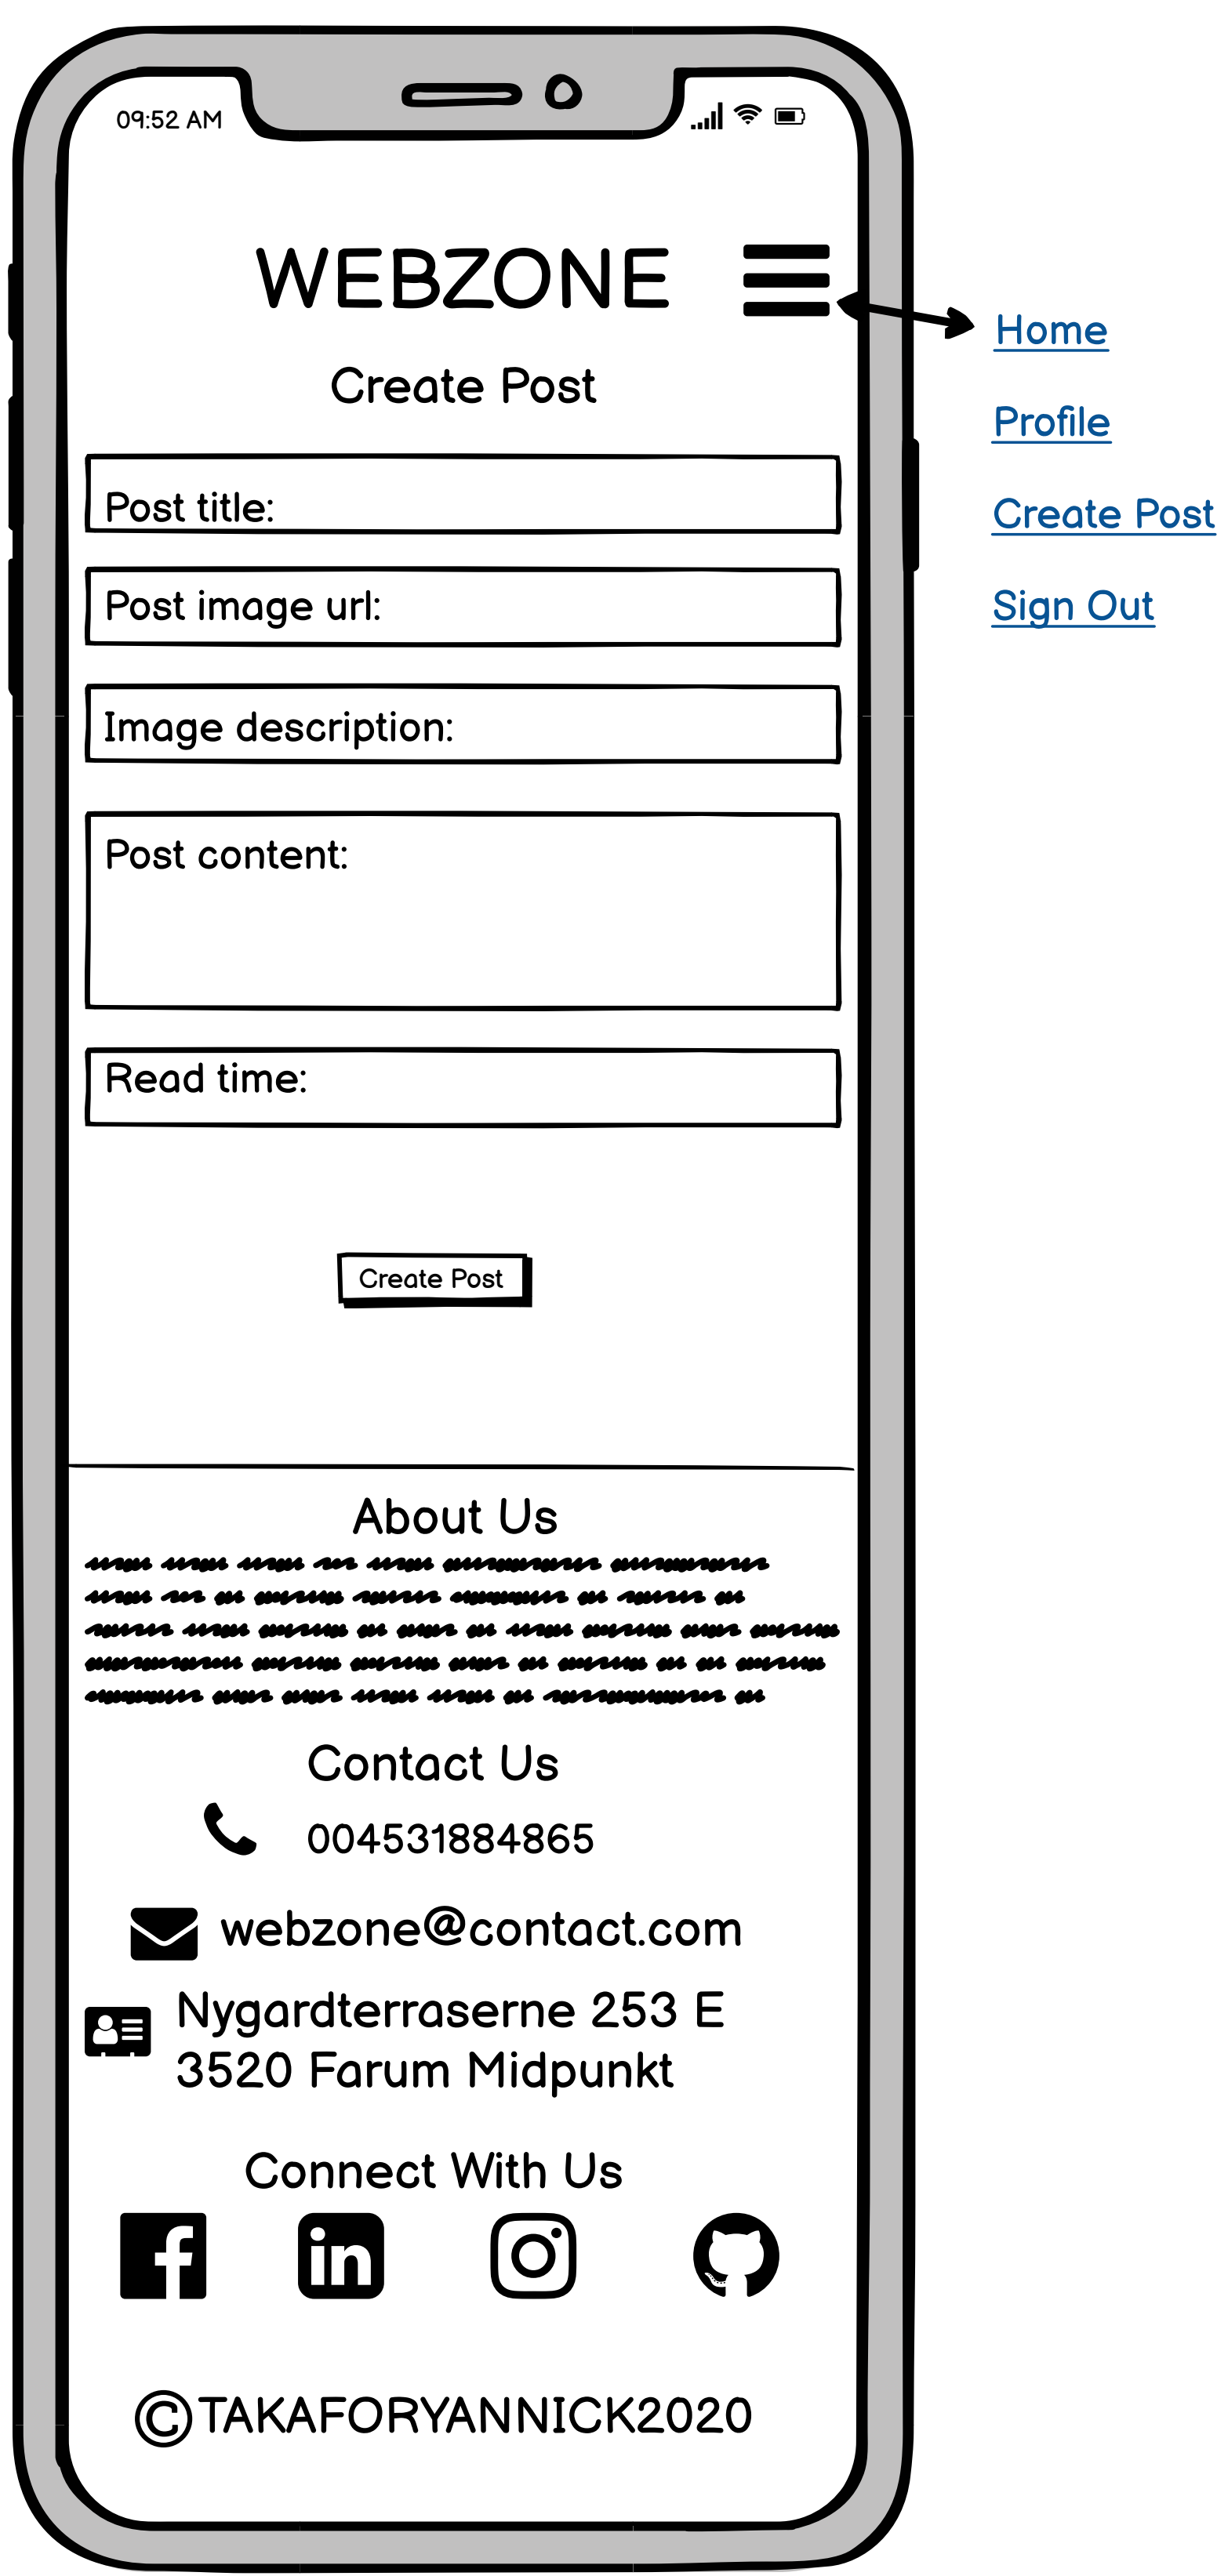 09:52 AM
WEBZONE
Home
Create Post
Profile
Post title:
Create Post
Post image url:
Sign Out
Image description:
Post content:
Read time:
Create Post
About Us
Contact Us
004531884865
webzone@contact.com
Nygardterraserne 253 E
3520 Farum Midpunkt
Connect With Us
©TAKAFORYANNICK2020